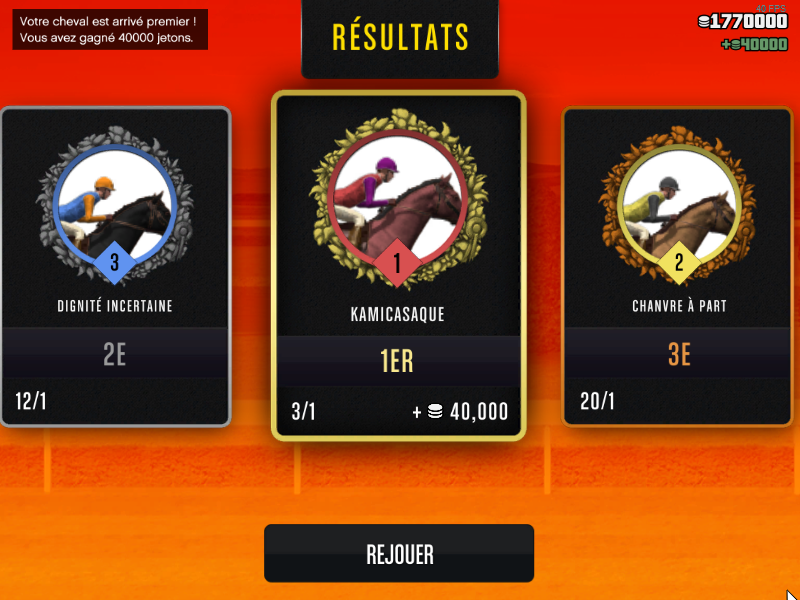 Votre cheval est arrivé premier !
Vous avez gagné 40000 jetons.
RÉSULTATS
1770000
+40000
3
DIGNITÉ INCERTAINE
2E
12/1
1
KAMICASAQUE
1ER
3/1
+ 40,000
2
CHANVRE À PART
3E
20/1
REJOUER